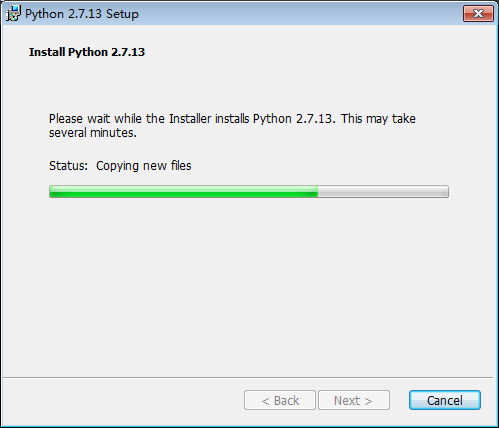 Python 2.7.13 Setup
Install Python 2.7.13
Please wait while the Installer installs Python 2.7.13. This may take
several minutes.
Status: Copying new files
< Back Next > Cancel